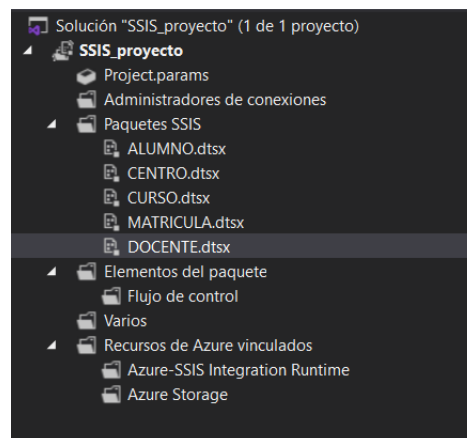 Solución "SSIS_proyecto" (1 de 1 proyecto)
SSIS_proyecto
Project.params
Administradores de conexiones
Paquetes SSIS
ALUMNO.dtsx
CENTRO.dtsx
CURSO.dtsx
MATRICULA.dtsx
DOCENTE.dtsx
Elementos del paquete
Flujo de control
Varios
Recursos de Azure vinculados
Azure-SSIS Integration Runtime
Azure Storage